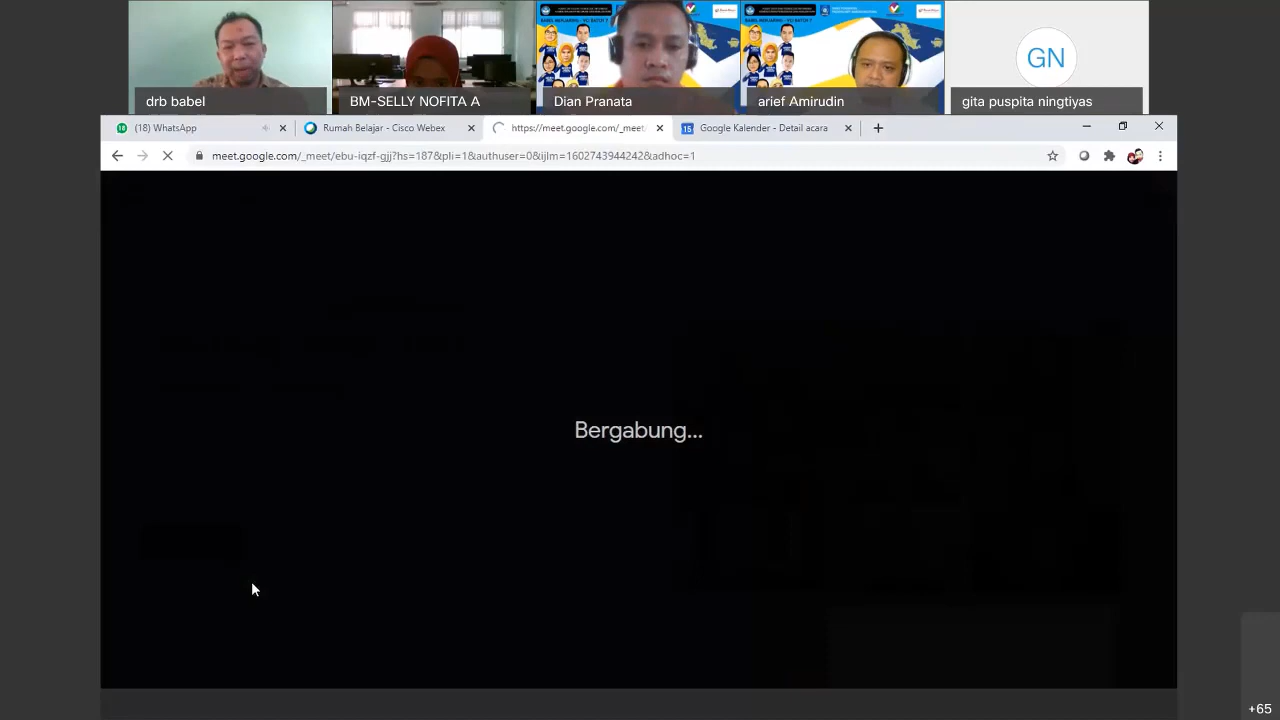 drb babel
BM-SELLY NOFITA A
Dian Pranata
arief Amirudin
GN
gita puspita ningtiyas
(18) WhatsApp
Rumah Belajar - Cisco Webex
https://meet.google.com/_meet
Google Kalender - Detail acara
meet.google.com/_meet/ebu-iqzf-gjj?hs=187&pli=1&authuser=0&ijlm=1602743944242&adhoc=1
Bergabung...
+65